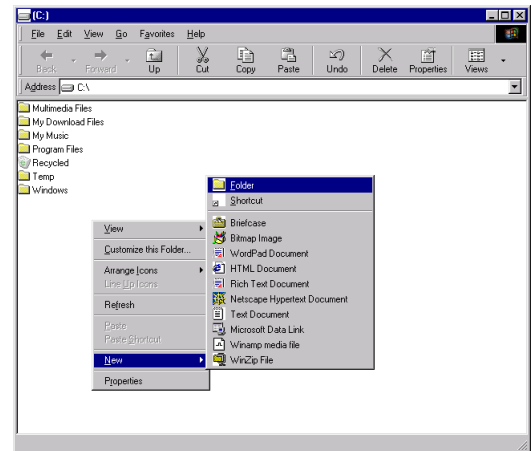 (C:)
File Edit View Go Favorites Help
Back Forward Up Cut Copy Paste Undo Delete Properties Views
Address C:\
Multimedia Files
My Download Files
My Music
Program Files
Recycled
Temp
Windows
View
Customize this Folder...
Arrange Icons
Line Up Icons
Refresh
Paste
Paste Shortcut
New
Properties
Folder
Shortcut
Briefcase
Bitmap Image
WordPad Document
HTML Document
Rich Text Document
Netscape Hypertext Document
Text Document
Microsoft Data Link
Winamp media file
WinZip File